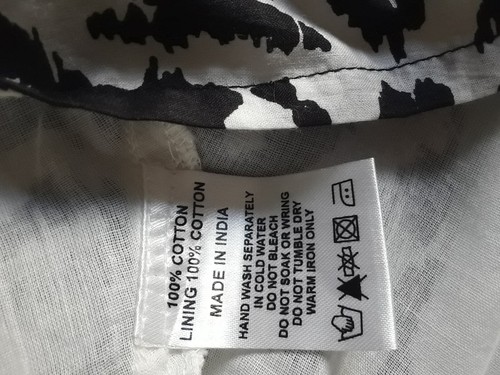 100% COTTON
LINING 100% COTTON
MADE IN INDIA
HAND WASH SEPARATELY
IN COLD WATER
DO NOT BLEACH
DO NOT SOAK OR WRING
DO NOT TUMBLE DRY
WARM IRON ONLY